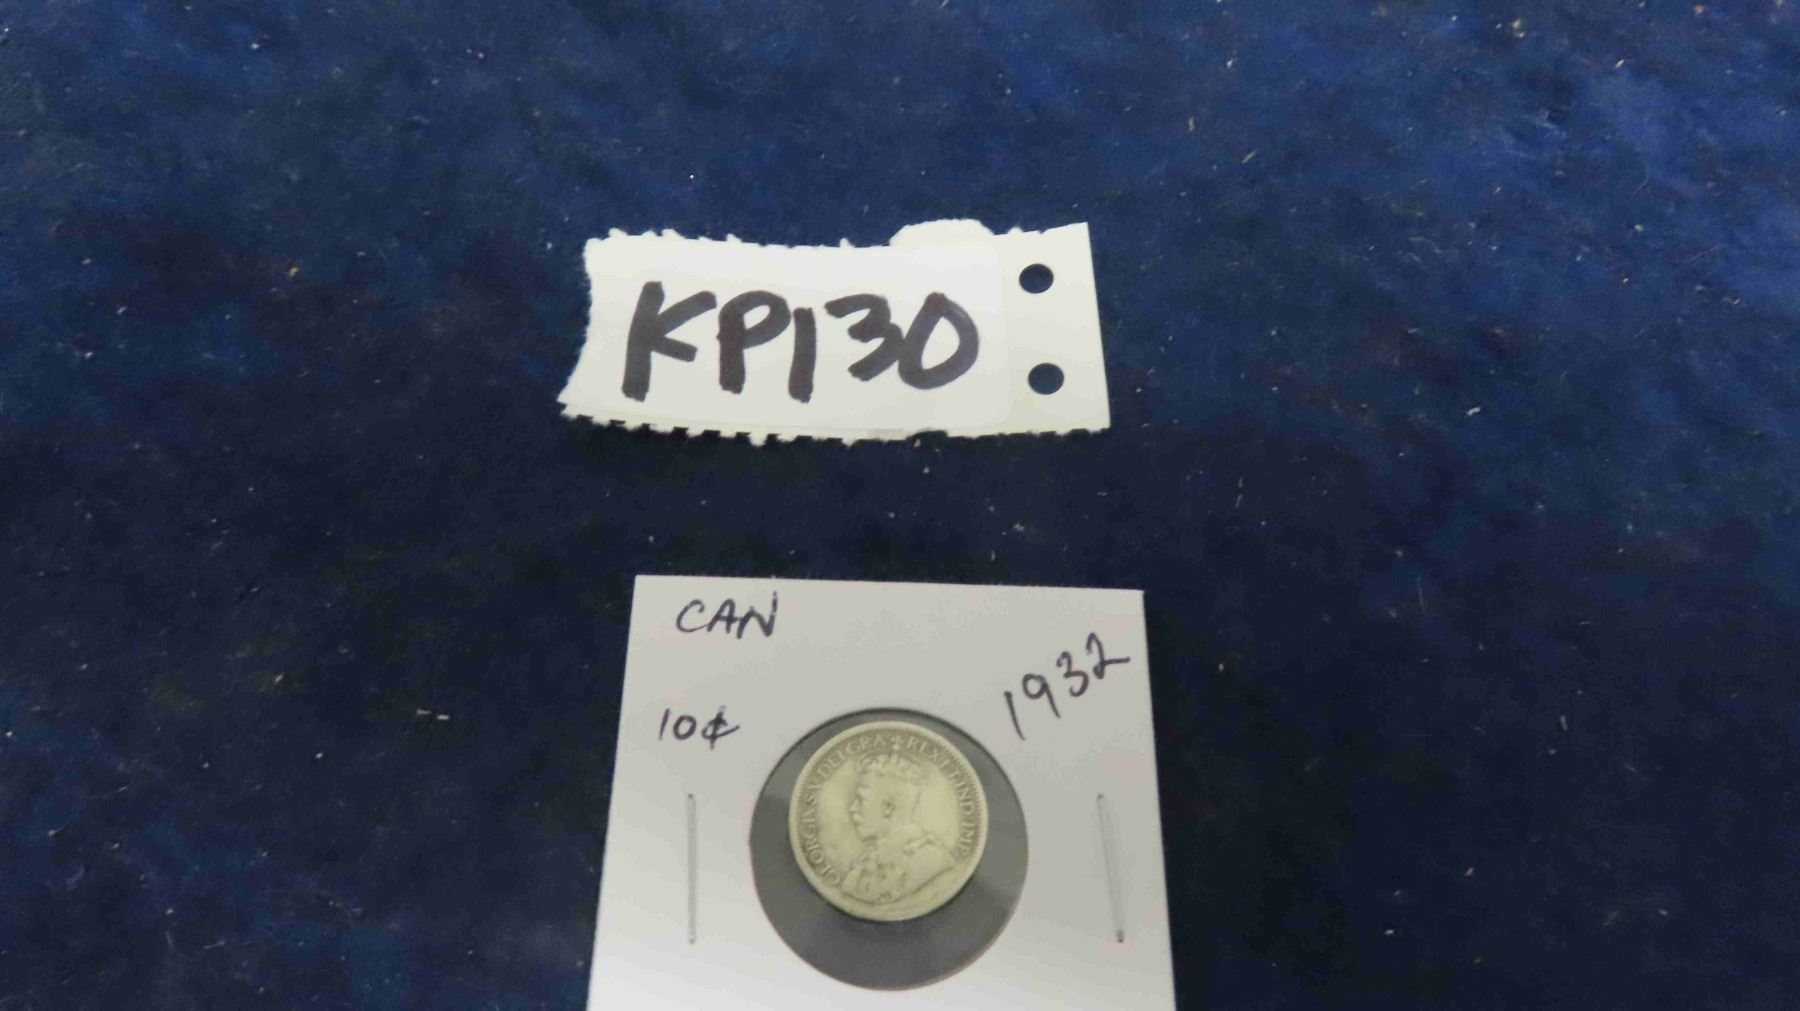 KP130
CAN
1932
10¢
GEORGIVS V DEI GRA REX ET IND:IMP: